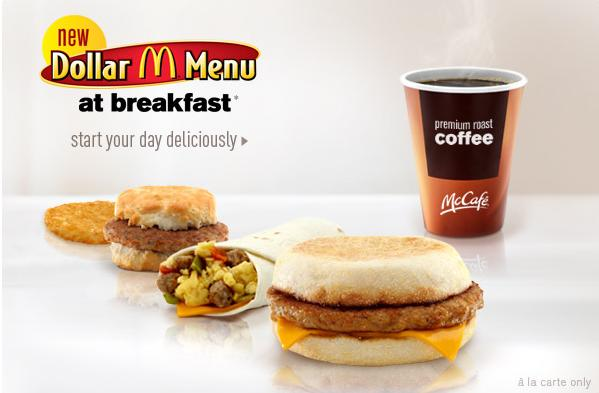 new
Dollar M Menu
at breakfast*
start your day deliciously
premium roast
coffee
McCafé
à la carte only